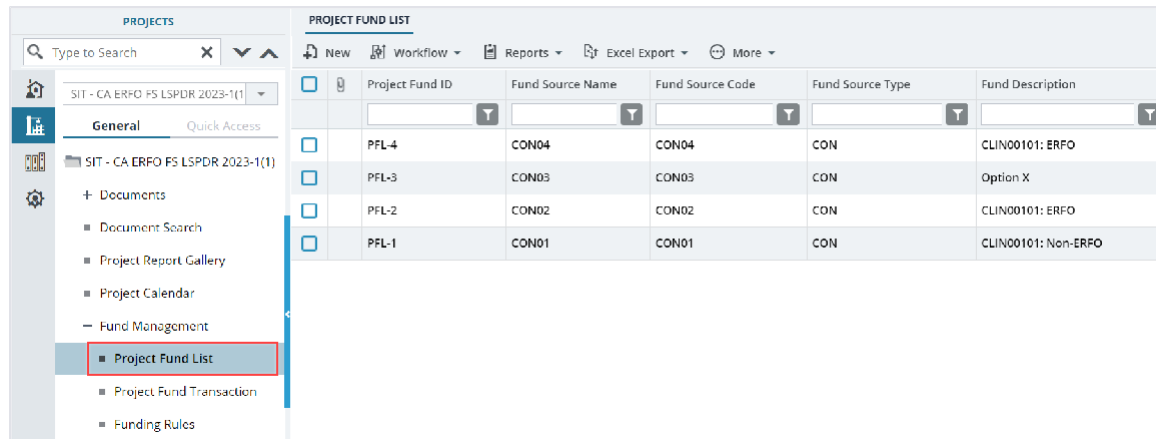 PROJECTS
Type to Search
SIT - CA ERFO FS LSPDR 2023-1(1
General Quick Access
SIT - CA ERFO FS LSPDR 2023-1(1)
+ Documents
Document Search
Project Report Gallery
Project Calendar
− Fund Management
Project Fund List
Project Fund Transaction
Funding Rules
PROJECT FUND LIST
New Workflow Reports Excel Export More
Project Fund ID Fund Source Name Fund Source Code Fund Source Type Fund Description
PFL-4 CON04 CON04 CON CLIN00101: ERFO
PFL-3 CON03 CON03 CON Option X
PFL-2 CON02 CON02 CON CLIN00101: ERFO
PFL-1 CON01 CON01 CON CLIN00101: Non-ERFO